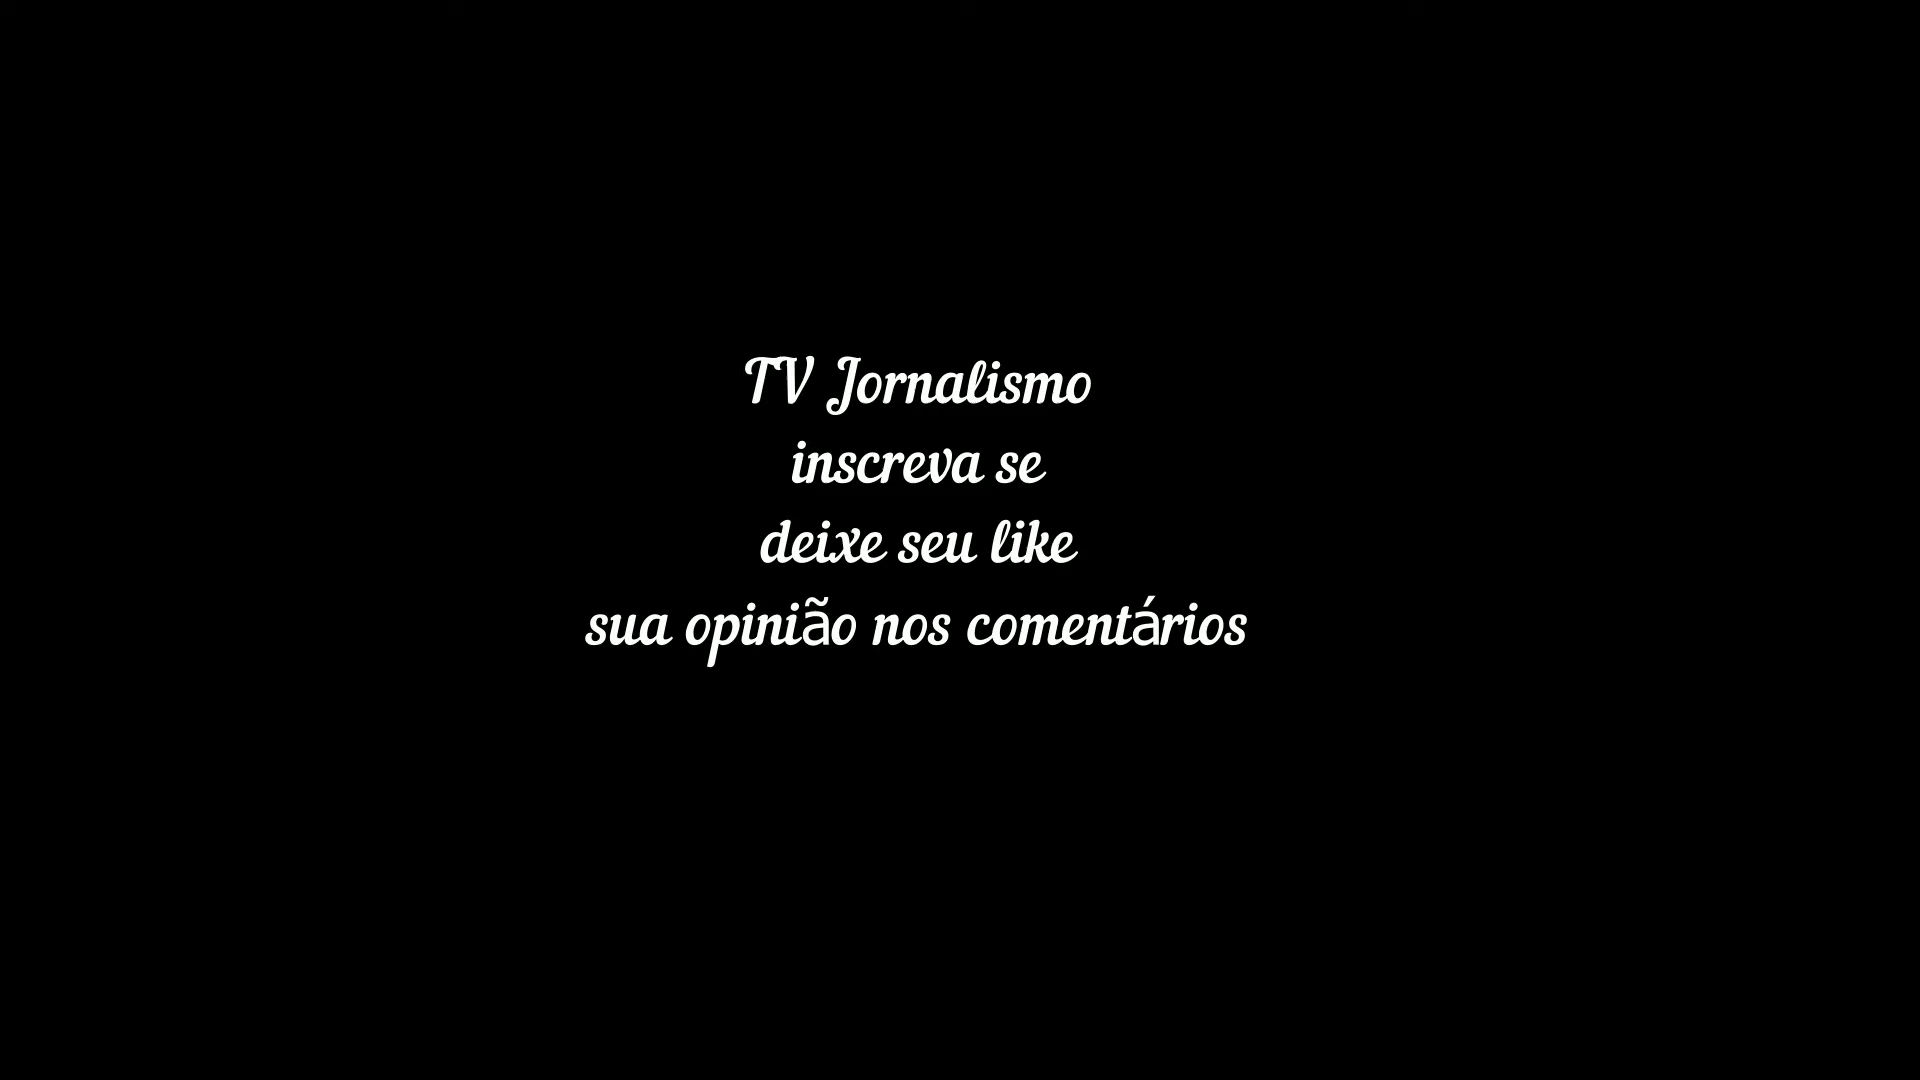 TV Jornalismo
inscreva se
deixe seu like
sua opinião nos comentários